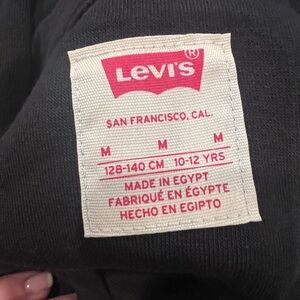 LEVI'S®
SAN FRANCISCO, CAL.
M M M
128-140 CM 10-12 YRS
MADE IN EGYPT
FABRIQUÉ EN ÉGYPTE
HECHO EN EGIPTO